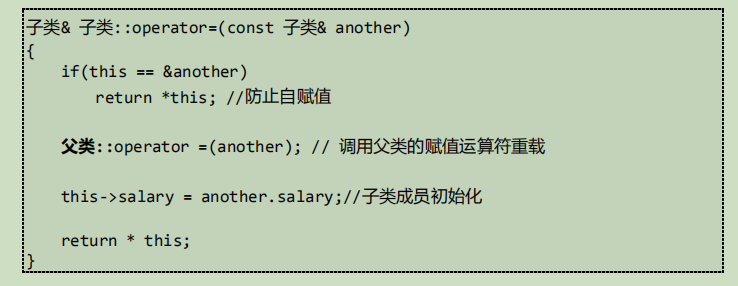 子类& 子类::operator=(const 子类& another)
{
if(this == &another)
return *this; //防止自赋值
父类::operator =(another); // 调用父类的赋值运算符重载
this->salary = another.salary;//子类成员初始化
return * this;
}